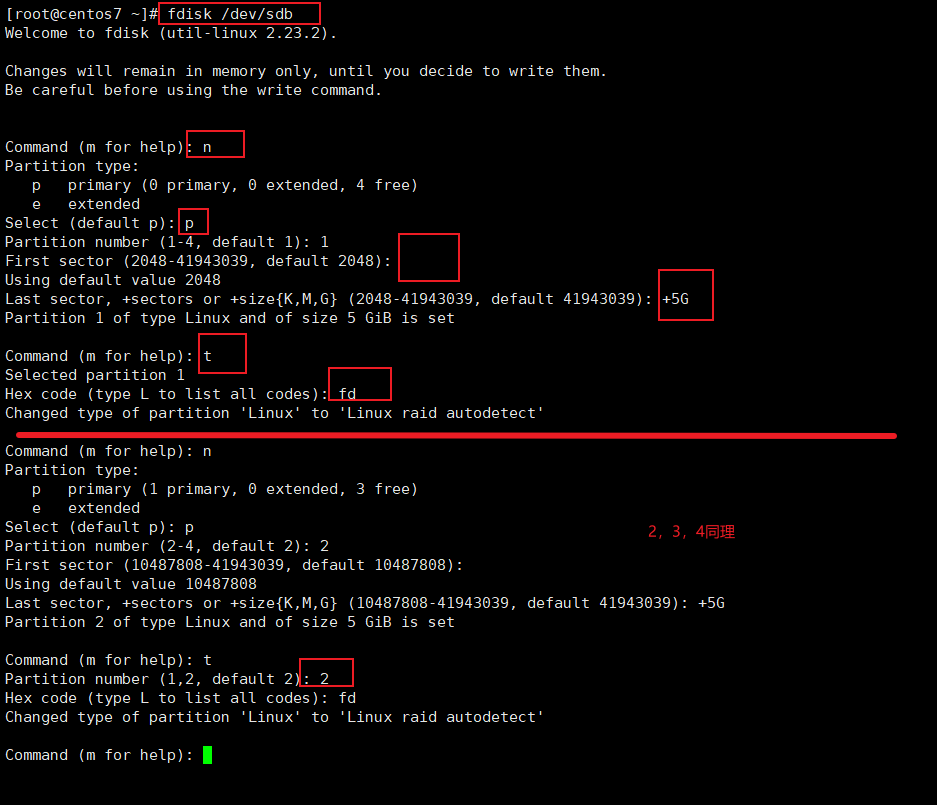 [root@centos7 ~]# fdisk /dev/sdb
Welcome to fdisk (util-linux 2.23.2).
Changes will remain in memory only, until you decide to write them.
Be careful before using the write command.
Command (m for help): n
Partition type:
   p   primary (0 primary, 0 extended, 4 free)
   e   extended
Select (default p): p
Partition number (1-4, default 1): 1
First sector (2048-41943039, default 2048):
Using default value 2048
Last sector, +sectors or +size{K,M,G} (2048-41943039, default 41943039): +5G
Partition 1 of type Linux and of size 5 GiB is set
Command (m for help): t
Selected partition 1
Hex code (type L to list all codes): fd
Changed type of partition 'Linux' to 'Linux raid autodetect'
Command (m for help): n
Partition type:
   p   primary (1 primary, 0 extended, 3 free)
   e   extended
Select (default p): p
2，3，4同理
Partition number (2-4, default 2): 2
First sector (10487808-41943039, default 10487808):
Using default value 10487808
Last sector, +sectors or +size{K,M,G} (10487808-41943039, default 41943039): +5G
Partition 2 of type Linux and of size 5 GiB is set
Command (m for help): t
Partition number (1,2, default 2): 2
Hex code (type L to list all codes): fd
Changed type of partition 'Linux' to 'Linux raid autodetect'
Command (m for help):